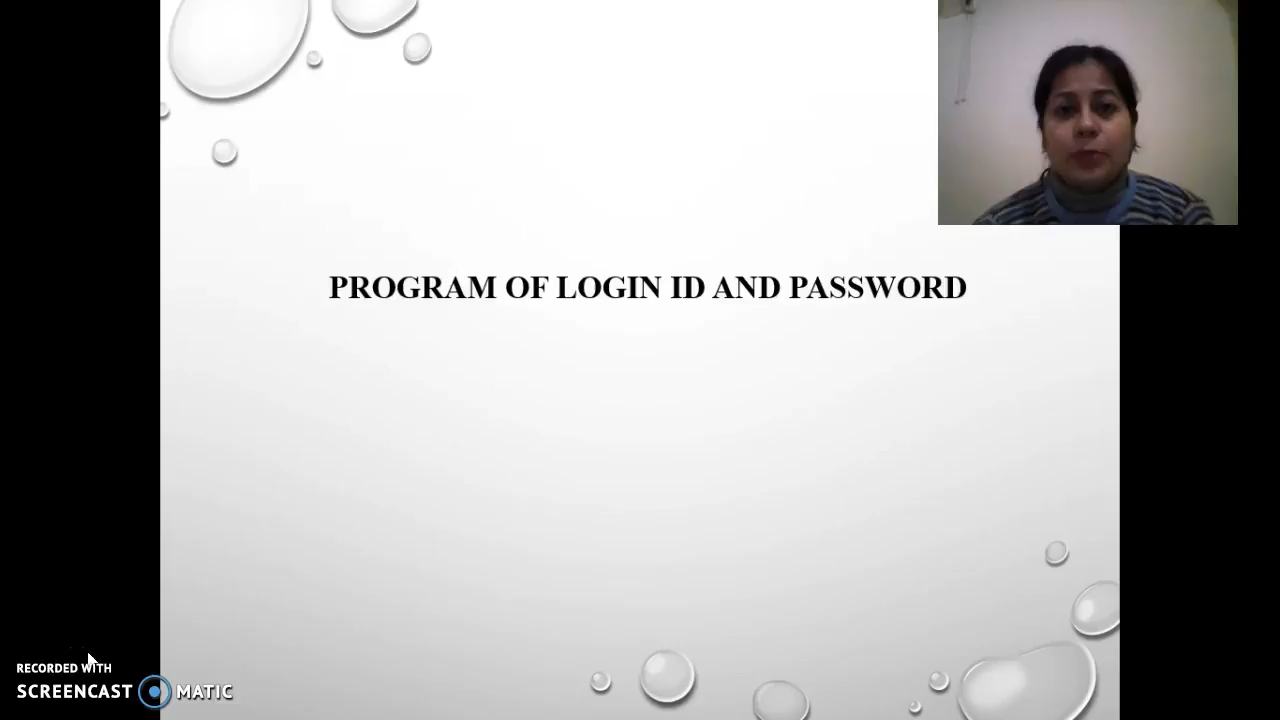 PROGRAM OF LOGIN ID AND PASSWORD
RECORDED WITH
SCREENCAST MATIC